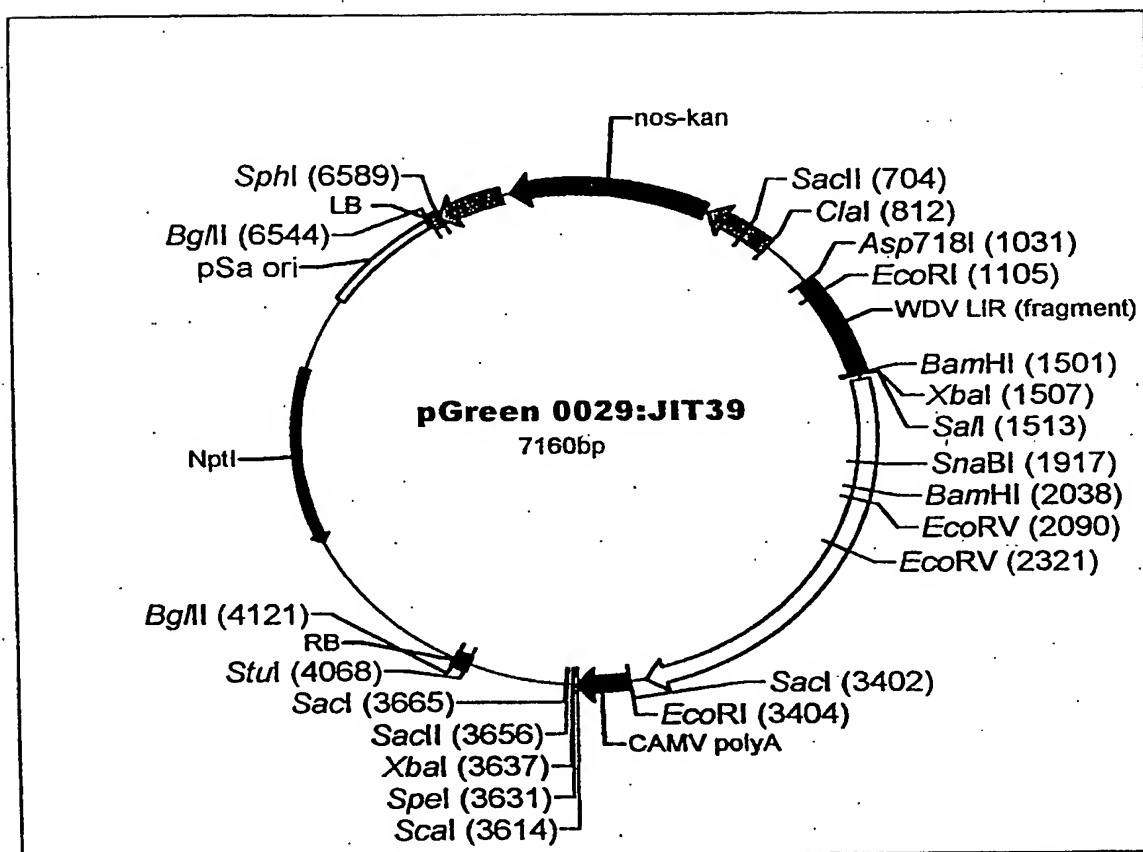 nos-kan
SphI (6589)
LB
BglII (6544)
pSa ori
SacII (704)
ClaI (812)
Asp718I (1031)
EcoRI (1105)
WDV LIR (fragment)
BamHI (1501)
XbaI (1507)
SalI (1513)
SnaBI (1917)
BamHI (2038)
EcoRV (2090)
EcoRV (2321)
pGreen 0029:JIT39
7160bp
NptI
BglII (4121)
RB
StuI (4068)
SacI (3665)
SacII (3656)
XbaI (3637)
SpeI (3631)
ScaI (3614)
SacI (3402)
EcoRI (3404)
CAMV polyA